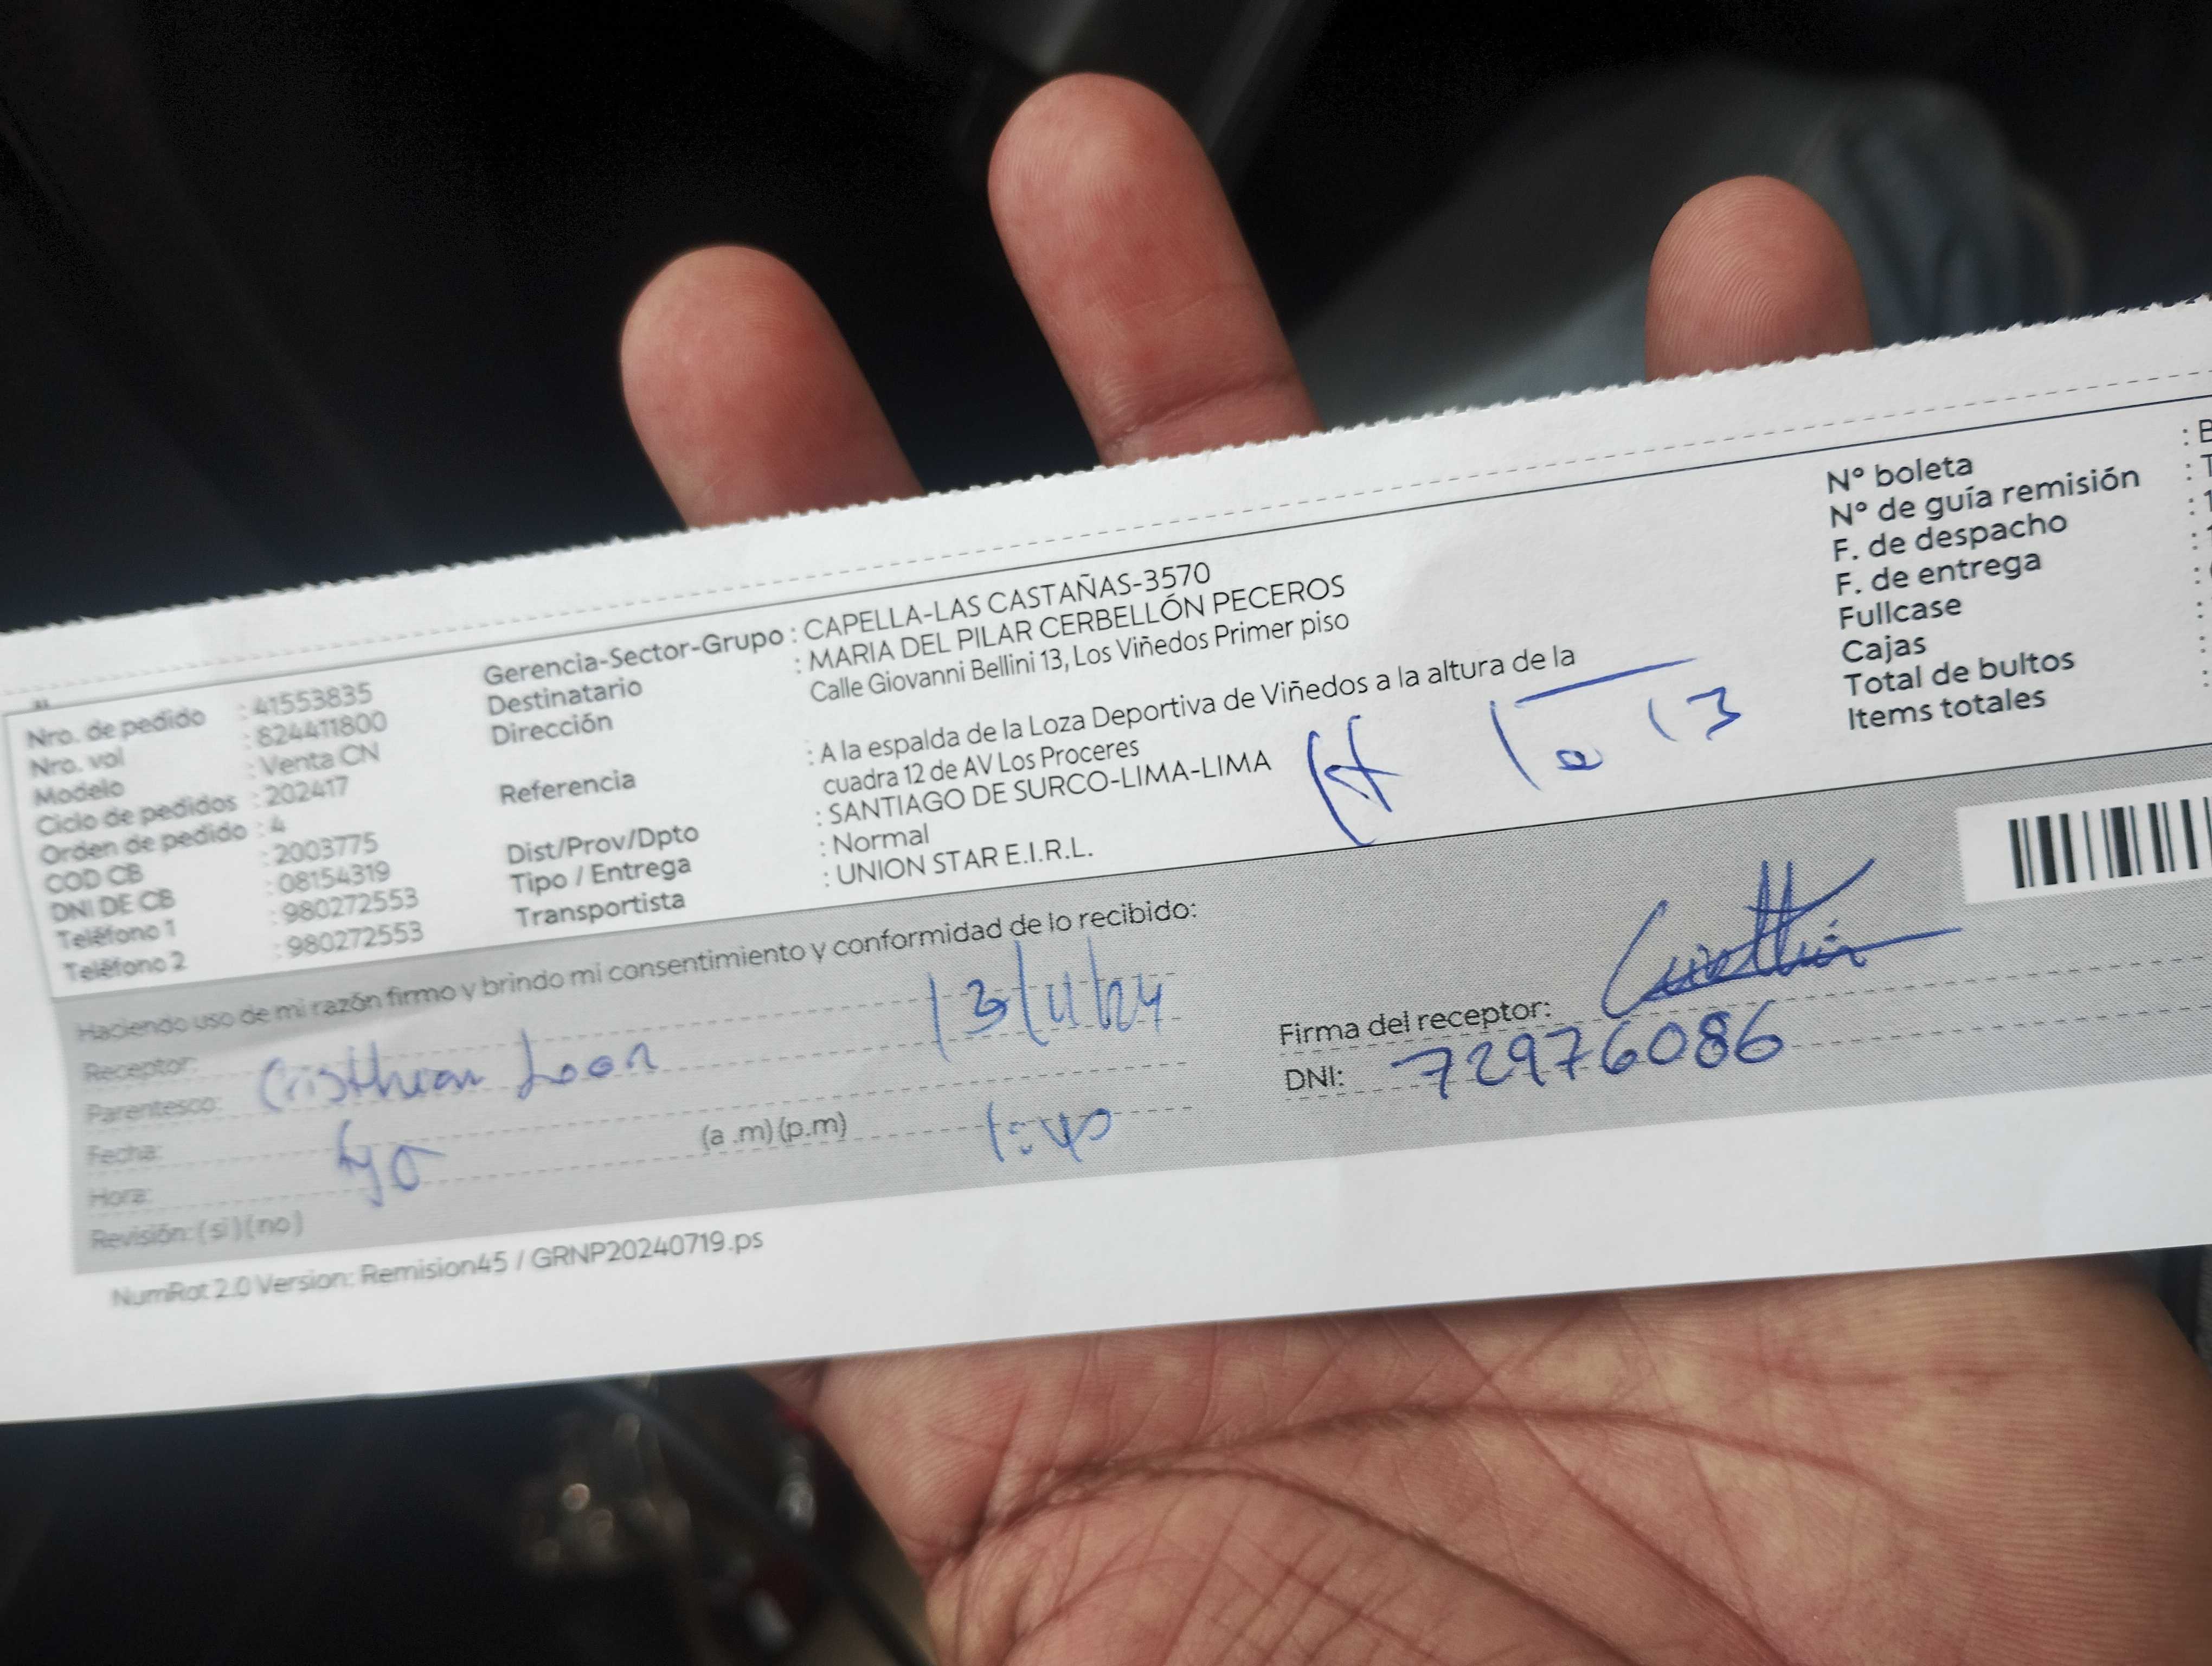 Nro. de pedido : 41553835
Nro. vol : 824411800
Modelo : Venta CN
Ciclo de pedidos : 202417
Orden de pedido : 4
COD CB : 2003775
DNI DE CB : 08154319
Teléfono 1 : 980272553
Teléfono 2 : 980272553
Gerencia-Sector-Grupo : CAPELLA-LAS CASTAÑAS-3570
Destinatario : MARIA DEL PILAR CERBELLÓN PECEROS
Dirección Calle Giovanni Bellini 13, Los Viñedos Primer piso
Referencia : A la espalda de la Loza Deportiva de Viñedos a la altura de la
cuadra 12 de AV Los Proceres
Dist/Prov/Dpto : SANTIAGO DE SURCO-LIMA-LIMA
Tipo / Entrega : Normal
Transportista : UNION STAR E.I.R.L.
13
N° boleta : B
N° de guía remisión : T
F. de despacho : 1
F. de entrega : 1
Fullcase :
Cajas :
Total de bultos :
Items totales :
Haciendo uso de mi razón firmo y brindo mi consentimiento y conformidad de lo recibido:
Receptor: Cristhian Leon 13/11/24
Parentesco:
Fecha:
Hora: (a .m) (p.m) 1:40
Revisión: (si) (no)
Firma del receptor: Cristhian
DNI: 72976086
NumRot 2.0 Version: Remision45 / GRNP20240719.ps